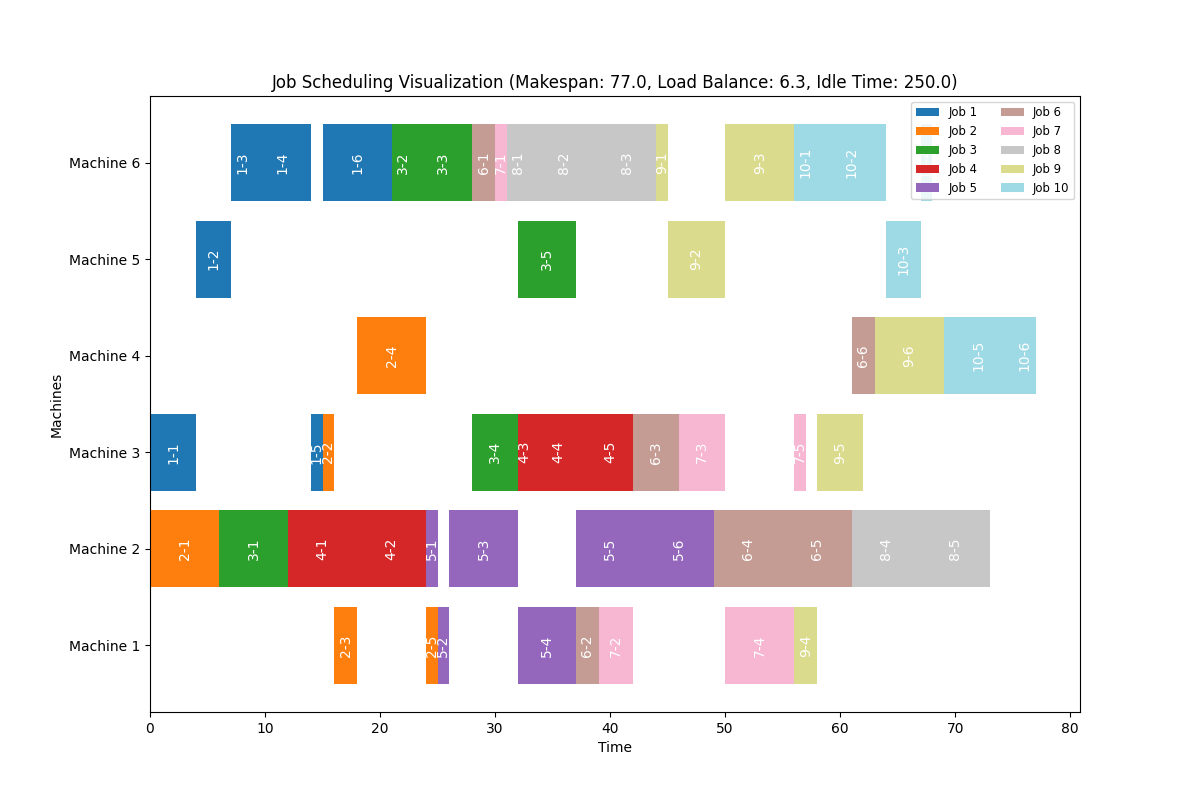 Job Scheduling Visualization (Makespan: 77.0, Load Balance: 6.3, Idle Time: 250.0)
Job 1 Job 6
Job 2 Job 7
Job 3 Job 8
Job 4 Job 9
Job 5 Job 10
Machine 6 1-3 1-4 1-6 3-2 3-3 6-1 7-1 8-1 8-2 8-3 9-1 9-3 10-1 10-2
Machine 5 1-2 3-5 9-2 10-3
Machine 4 2-4 6-6 9-6 10-5 10-6
Machine 3 1-1 1-5 2-2 3-4 4-3 4-4 4-5 6-3 7-3 7-5 9-5
Machine 2 2-1 3-1 4-1 4-2 5-1 5-3 5-5 5-6 6-4 6-5 8-4 8-5
Machine 1 2-3 2-5 5-2 5-4 6-2 7-2 7-4 9-4
Machines
0 10 20 30 40 50 60 70 80
Time